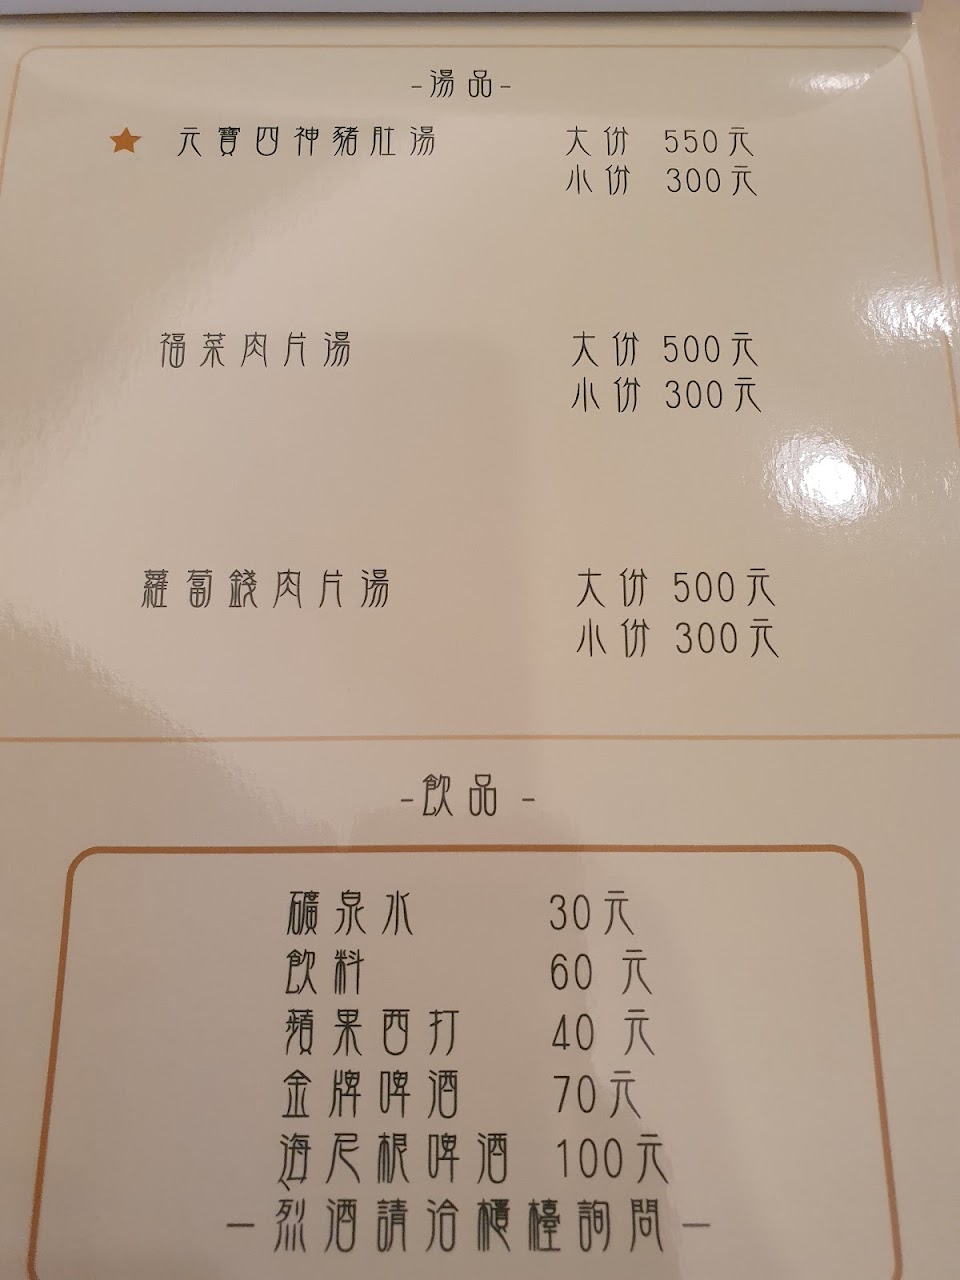 -湯品-
★ 元寶四神豬肚湯 大份 550元
小份 300元
福菜肉片湯 大份 500元
小份 300元
蘿蔔錢肉片湯 大份 500元
小份 300元
-飲品-
礦泉水 30元
飲料 60元
蘋果西打 40元
金牌啤酒 70元
海尼根啤酒 100元
—烈酒請洽櫃檯詢問—